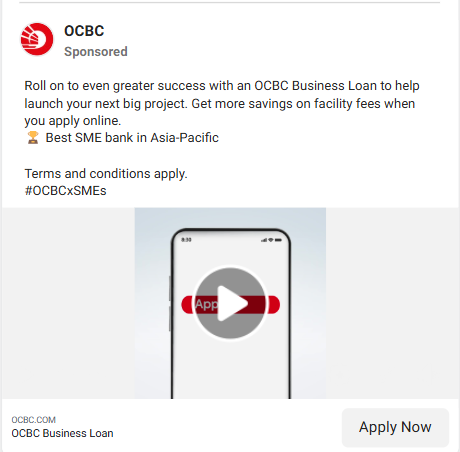 OCBC
Sponsored
Roll on to even greater success with an OCBC Business Loan to help
launch your next big project. Get more savings on facility fees when
you apply online.
🏆 Best SME bank in Asia-Pacific
Terms and conditions apply.
#OCBCxSMEs
8:30
App
OCBC.COM
OCBC Business Loan
Apply Now